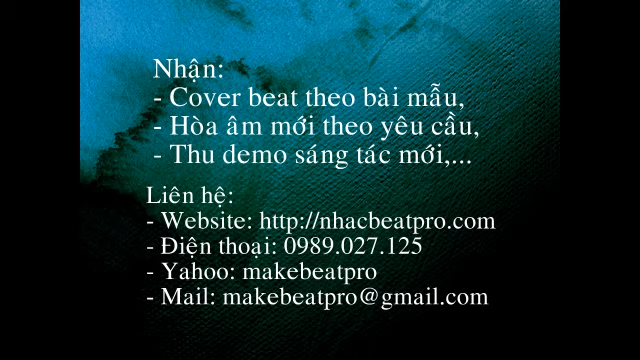 Nhận:
- Cover beat theo bài mẫu,
- Hòa âm mới theo yêu cầu,
- Thu demo sáng tác mới,...
Liên hệ:
- Website: http://nhacbeatpro.com
- Điện thoại: 0989.027.125
- Yahoo: makebeatpro
- Mail: makebeatpro@gmail.com